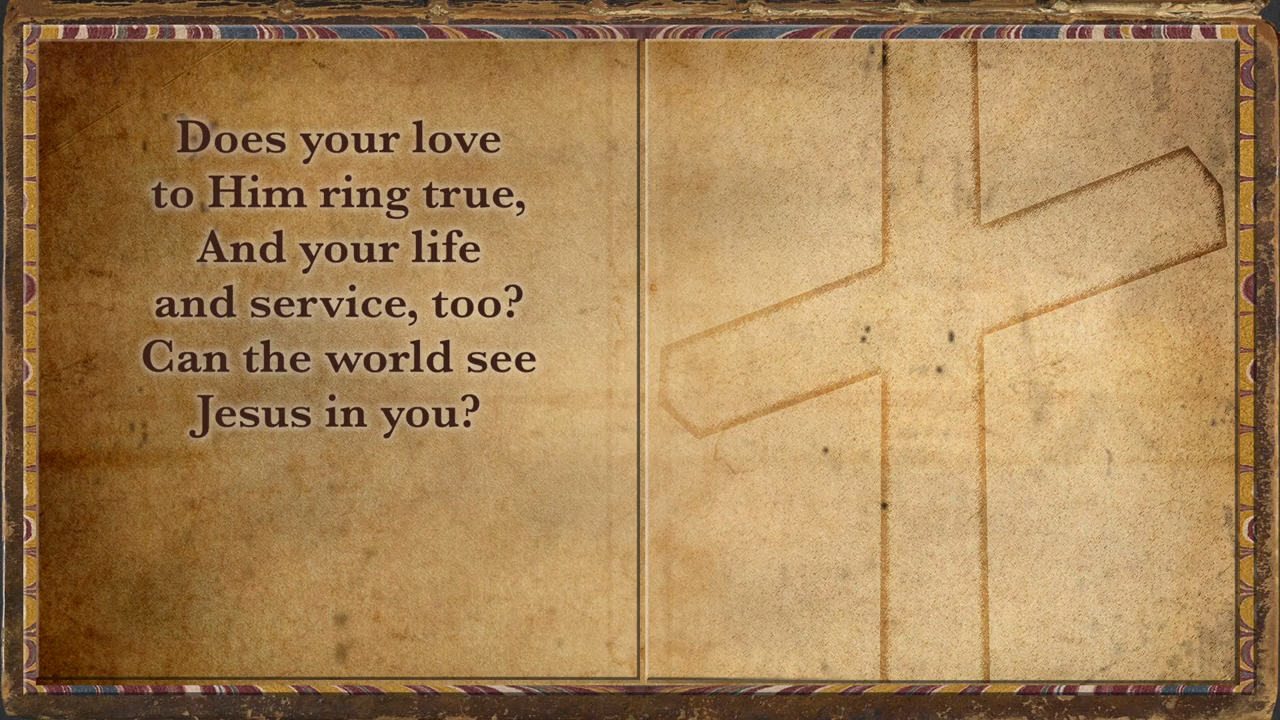 Does your love
to Him ring true,
And your life
and service, too?
Can the world see
Jesus in you?